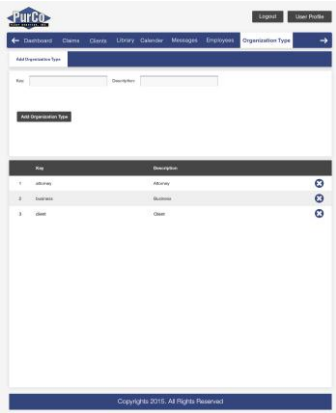 PurCo
Logout User Profile
Dashboard Claims Clients Library Calender Messages Employees Organization Type
Add Organization Type
Key Description
Add Organization Type
Key Description
1 attorney Attorney
2 business Business
3 client Client
Copyrights 2015. All Rights Reserved